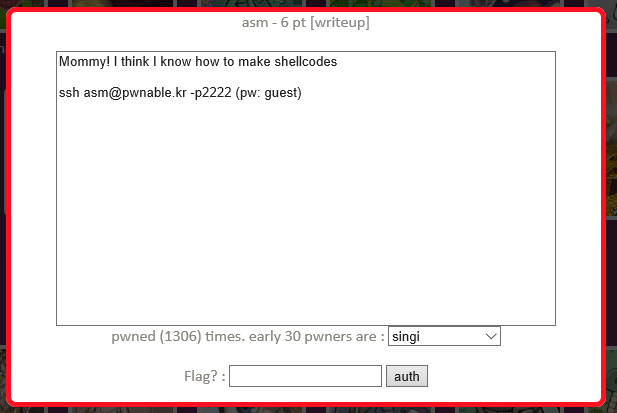 asm - 6 pt [writeup]
Mommy! I think I know how to make shellcodes
ssh asm@pwnable.kr -p2222 (pw: guest)
pwned (1306) times. early 30 pwners are : singi
Flag? : auth